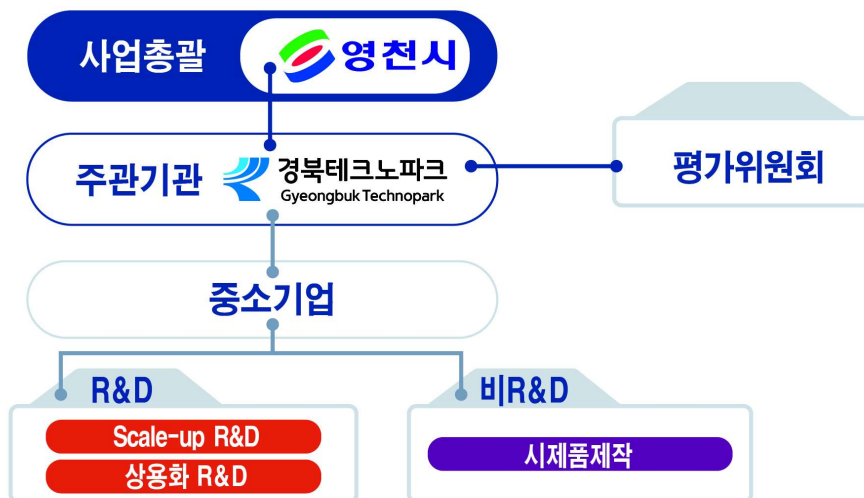 사업총괄 영천시
주관기관 경북테크노파크
Gyeongbuk Technopark
평가위원회
중소기업
R&D
Scale-up R&D
상용화 R&D
비R&D
시제품제작